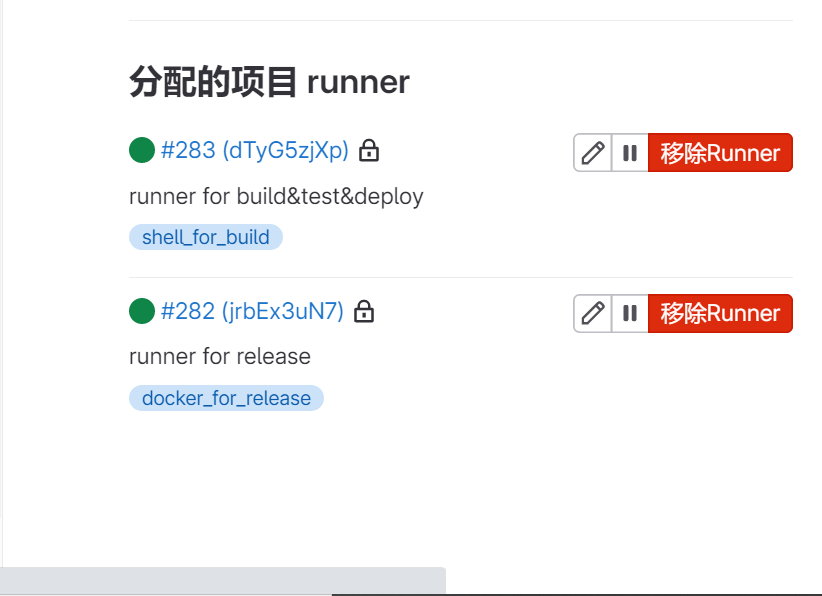 分配的项目 runner
#283 (dTyG5zjXp)
移除Runner
runner for build&test&deploy
shell_for_build
#282 (jrbEx3uN7)
移除Runner
runner for release
docker_for_release